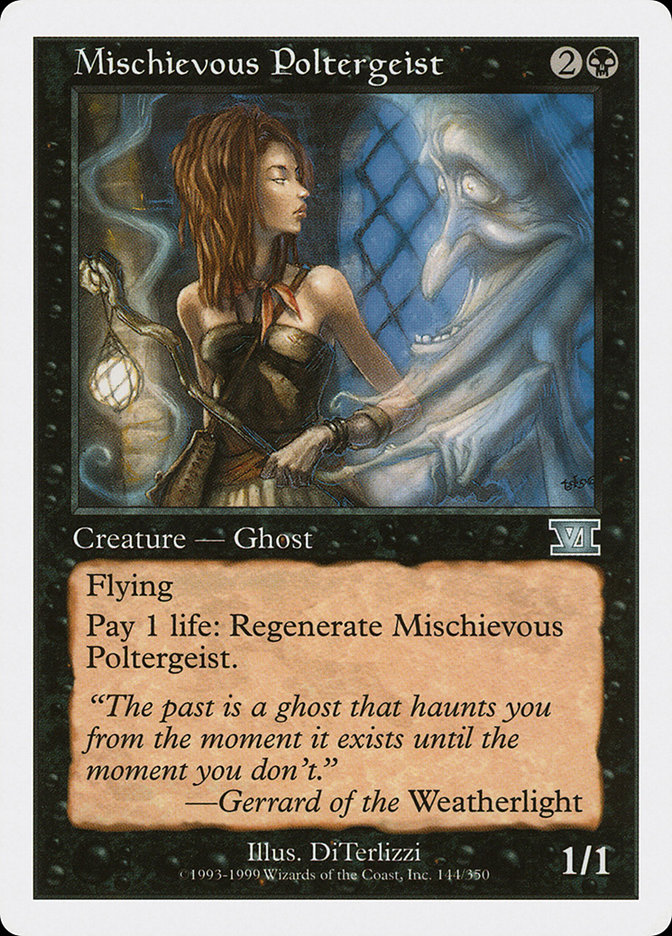 Mischievous Poltergeist 2
Creature — Ghost
VI
Flying
Pay 1 life: Regenerate Mischievous
Poltergeist.
“The past is a ghost that haunts you
from the moment it exists until the
moment you don’t.”
—Gerrard of the Weatherlight
Illus. DiTerlizzi
©1993-1999 Wizards of the Coast, Inc. 144/350
1/1